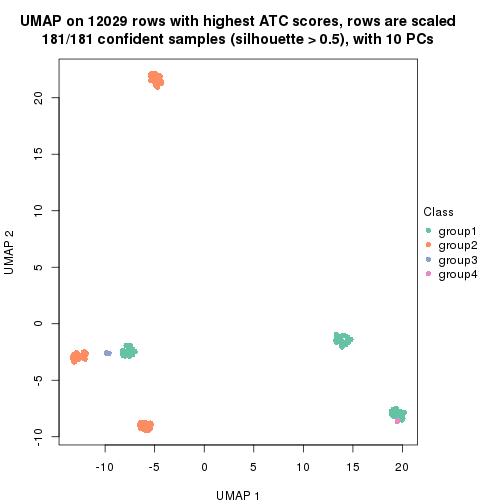 UMAP on 12029 rows with highest ATC scores, rows are scaled
181/181 confident samples (silhouette > 0.5), with 10 PCs
20
15
10
5
0
-5
-10
UMAP 2
-10
-5
0
5
10
15
20
UMAP 1
Class
group1
group2
group3
group4